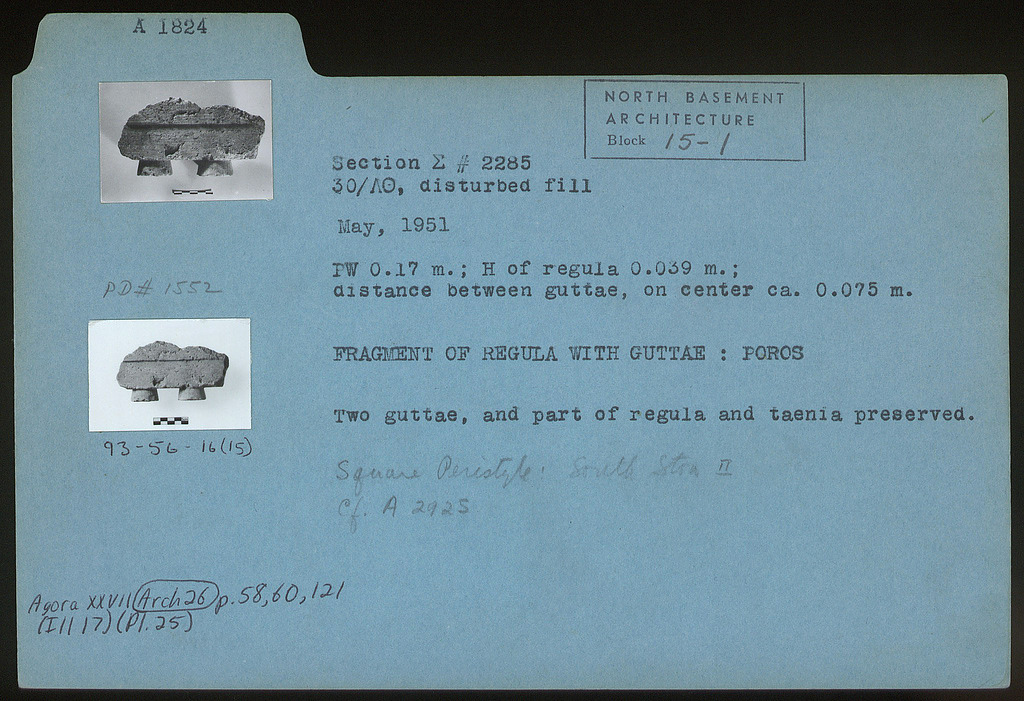 A 1824
NORTH BASEMENT
ARCHITECTURE
Block 15-1
Section Σ # 2285
30/ΛΘ, disturbed fill
May, 1951
PW 0.17 m.; H of regula 0.039 m.;
distance between guttae, on center ca. 0.075 m.
PD# 1552
FRAGMENT OF REGULA WITH GUTTAE : POROS
Two guttae, and part of regula and taenia preserved.
93-56-16(15)
Square Peristyle. South Stoa II
Cf. A 2925
Agora XXVII Arch26 p.58,60,121
(Ill 17) (Pl.25)